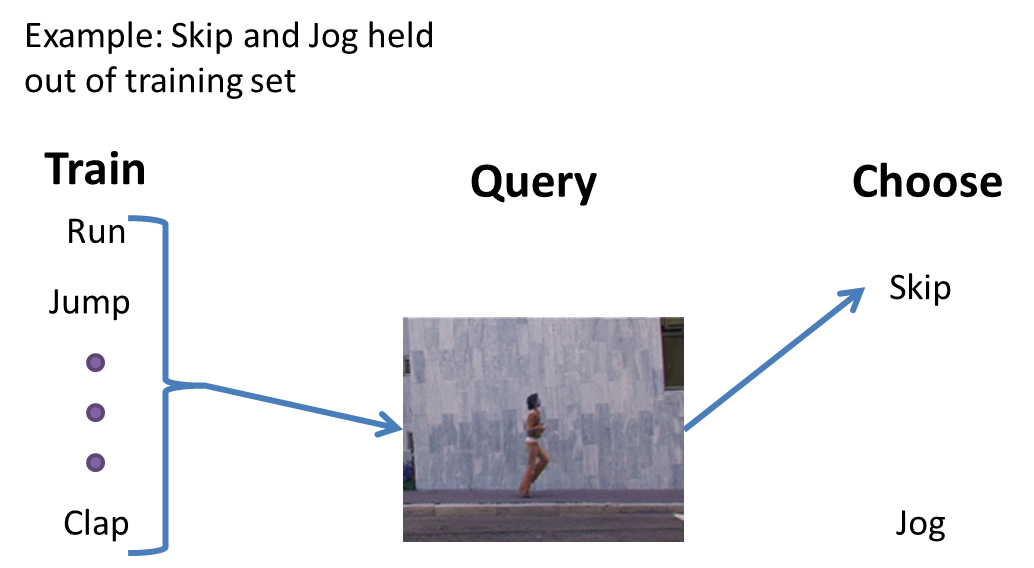 Example: Skip and Jog held
out of training set
Train
Query
Choose
Run
Jump
Clap
Skip
Jog